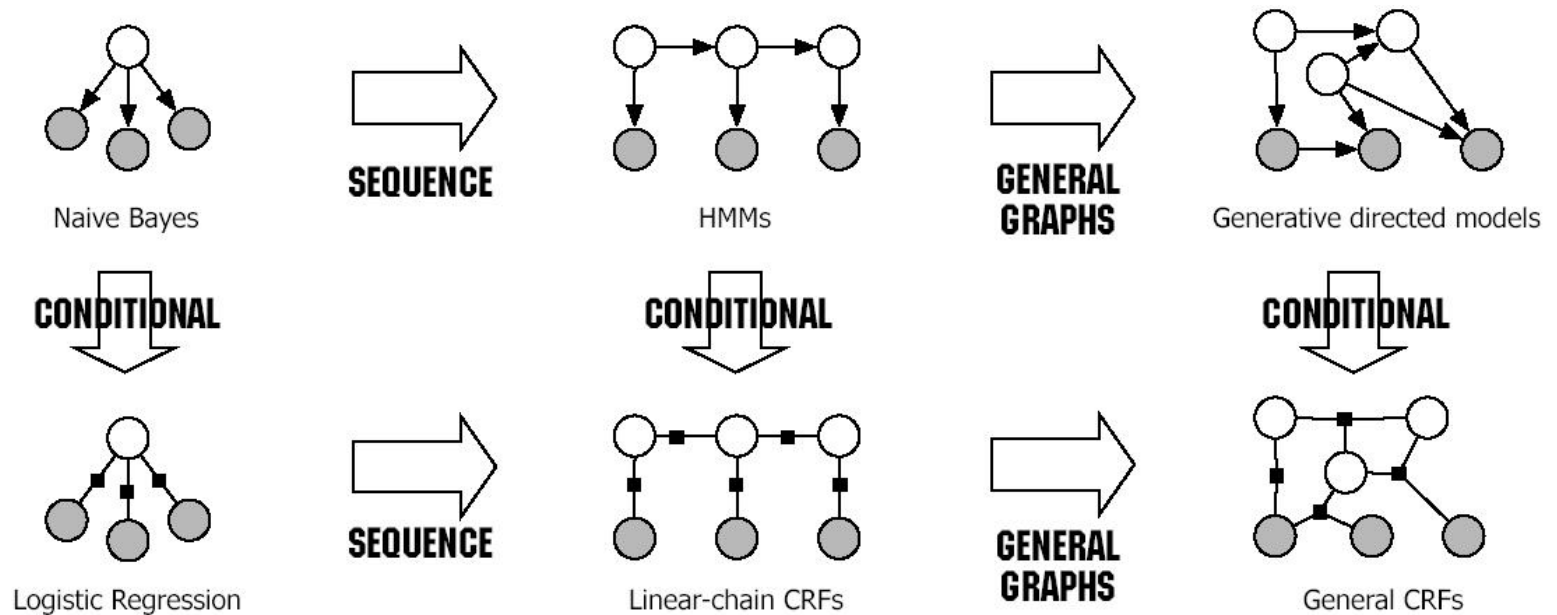 SEQUENCE
GENERAL
GRAPHS
Naive Bayes
HMMs
Generative directed models
CONDITIONAL
CONDITIONAL
CONDITIONAL
SEQUENCE
GENERAL
GRAPHS
Logistic Regression
Linear-chain CRFs
General CRFs